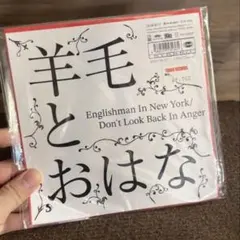 羊毛
Englishman In New York/
Don't Look Back In Anger
と
おはな